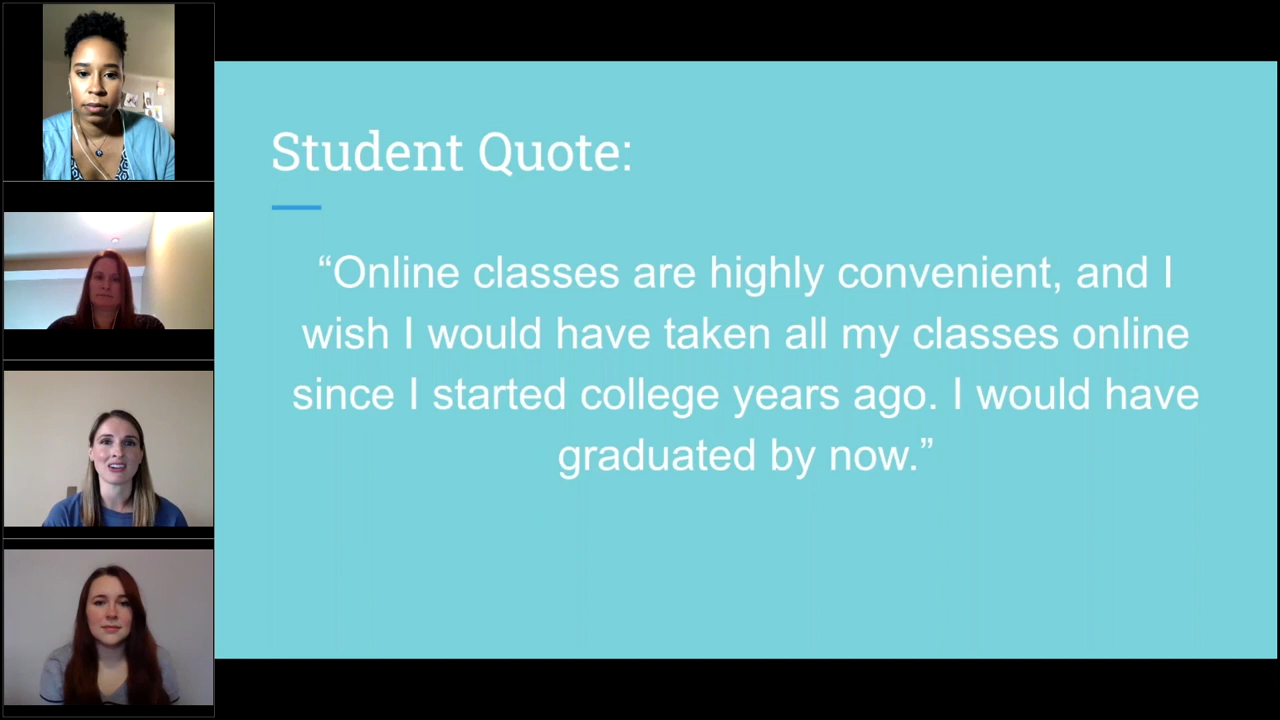 Student Quote:
“Online classes are highly convenient, and I
wish I would have taken all my classes online
since I started college years ago. I would have
graduated by now.”